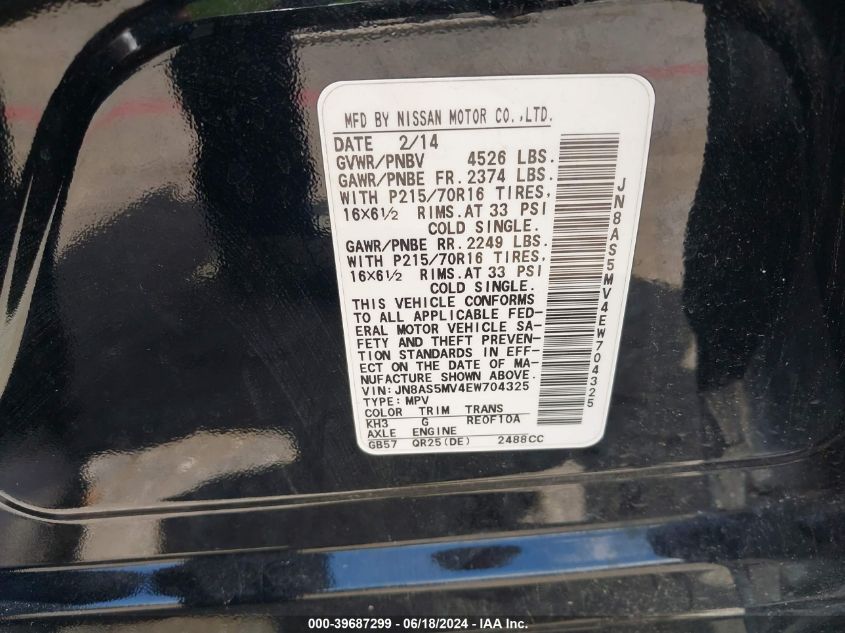 MFD BY NISSAN MOTOR CO.,LTD.
DATE 2/14
GVWR/PNBV 4526 LBS.
GAWR/PNBE FR. 2374 LBS.
WITH P215/70R16 TIRES,
16X6½ RIMS.AT 33 PSI
COLD SINGLE.
GAWR/PNBE RR. 2249 LBS.
WITH P215/70R16 TIRES,
16X6½ RIMS.AT 33 PSI
COLD SINGLE.
THIS VEHICLE CONFORMS
TO ALL APPLICABLE FED-
ERAL MOTOR VEHICLE SA-
FETY AND THEFT PREVEN-
TION STANDARDS IN EFF-
ECT ON THE DATE OF MA-
NUFACTURE SHOWN ABOVE.
VIN: JN8AS5MV4EW704325
TYPE: MPV
COLOR TRIM TRANS
KH3 G RE0F10A
AXLE ENGINE
GB57 QR25(DE) 2488CC
JN8AS5MV4EW704325
000-39687299 - 06/18/2024 - IAA Inc.